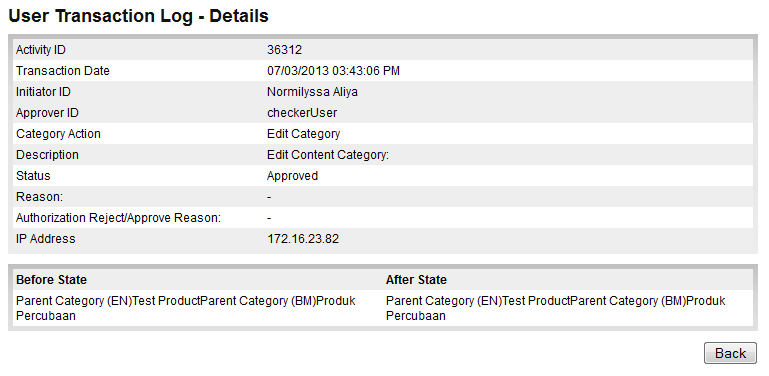 User Transaction Log - Details
Activity ID 36312
Transaction Date 07/03/2013 03:43:06 PM
Initiator ID Normilyssa Aliya
Approver ID checkerUser
Category Action Edit Category
Description Edit Content Category:
Status Approved
Reason: -
Authorization Reject/Approve Reason: -
IP Address 172.16.23.82
Before State After State
Parent Category (EN)Test ProductParent Category (BM)Produk Parent Category (EN)Test ProductParent Category (BM)Produk
Percubaan Percubaan
Back